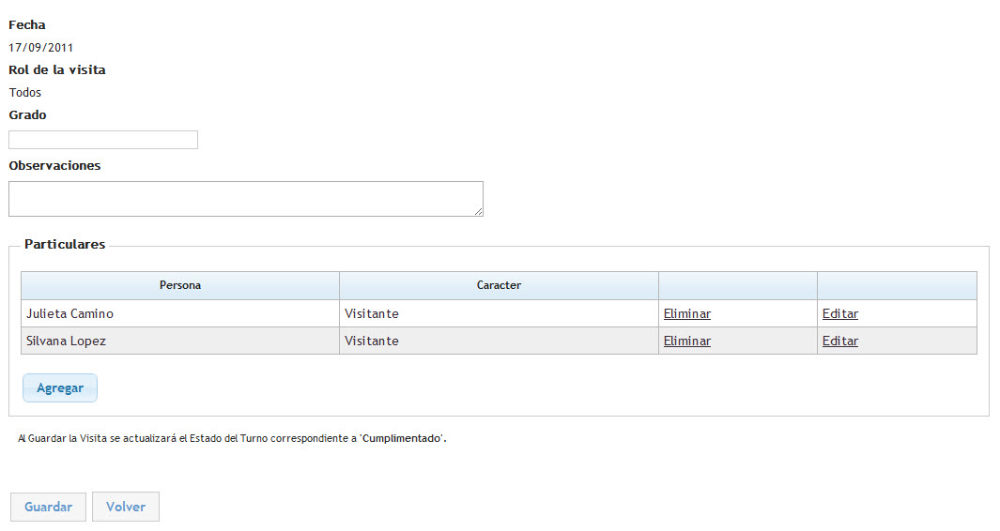 Fecha
17/09/2011
Rol de la visita
Todos
Grado
Observaciones
Particulares
Persona Caracter
Julieta Camino Visitante Eliminar Editar
Silvana Lopez Visitante Eliminar Editar
Agregar
Al Guardar la Visita se actualizará el Estado del Turno correspondiente a 'Cumplimentado'.
Guardar Volver